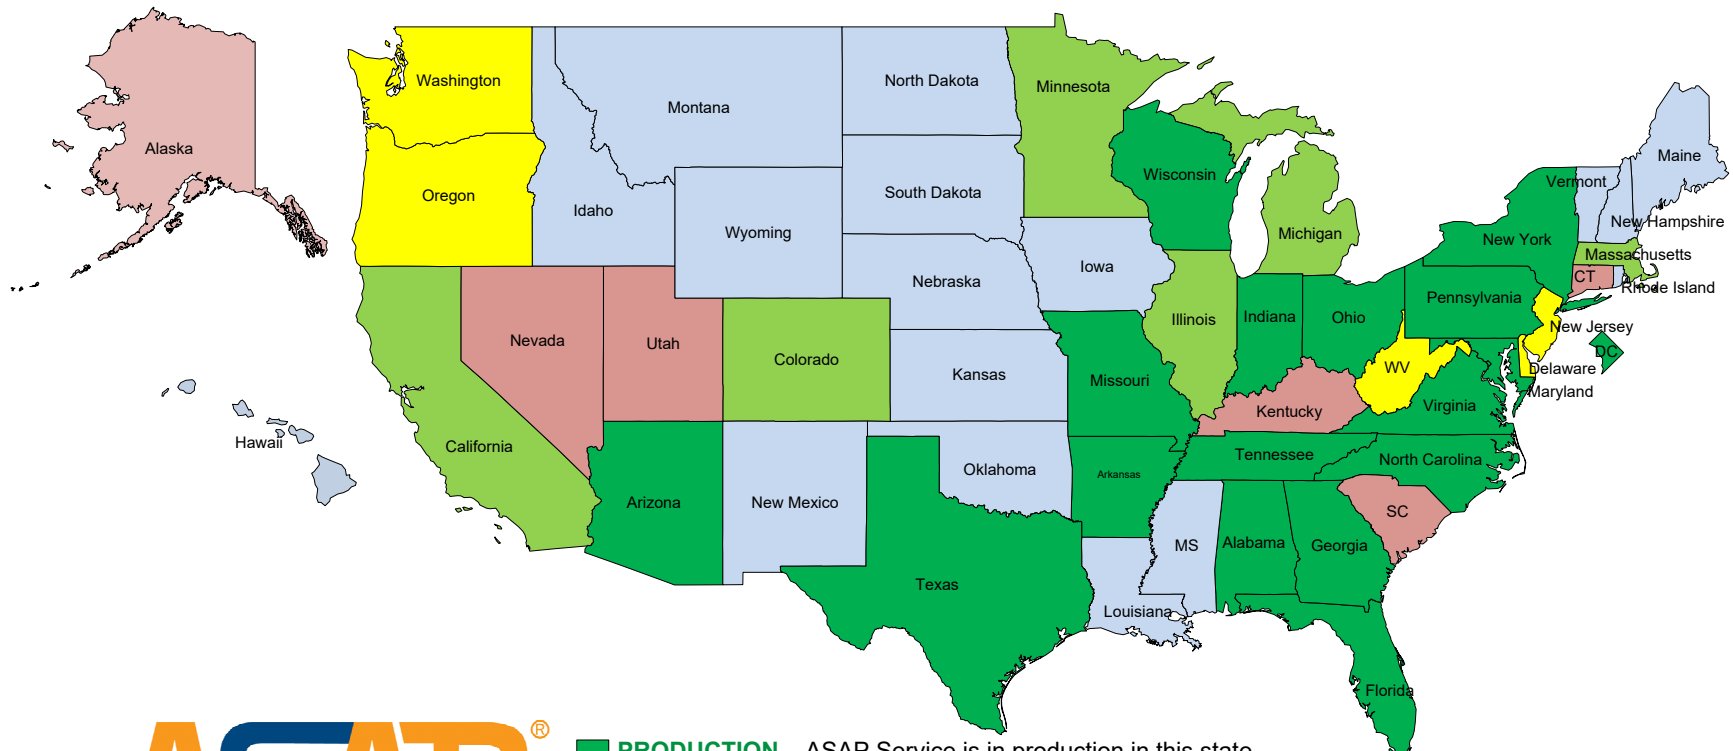 Alaska
Washington
Montana
North Dakota
Minnesota
Oregon
Idaho
Wyoming
South Dakota
Wisconsin
Michigan
Nebraska
Iowa
New York
Vermont
Maine
New Hampshire
Massachusetts
CT
Rhode Island
Pennsylvania
New Jersey
DC
Delaware
Maryland
Nevada
Utah
Colorado
Kansas
Missouri
Illinois
Indiana
Ohio
WV
Virginia
Kentucky
Hawaii
California
Arizona
New Mexico
Oklahoma
Arkansas
Tennessee
North Carolina
SC
Texas
Louisiana
MS
Alabama
Georgia
Florida
ASAP®
PRODUCTION ASAP Service is in production in this state